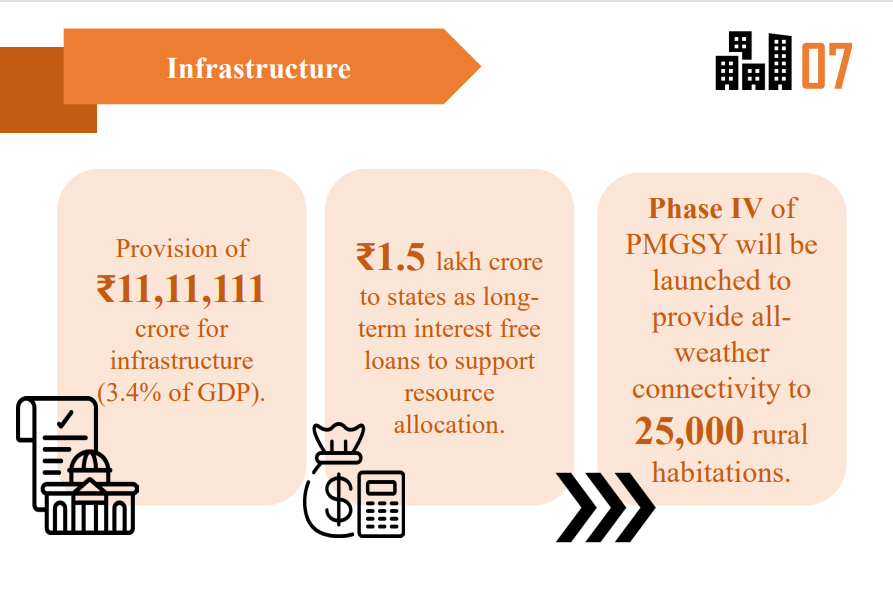 Infrastructure
07
Provision of
₹11,11,111
crore for
infrastructure
(3.4% of GDP).
₹1.5 lakh crore
to states as long-
term interest free
loans to support
resource
allocation.
Phase IV of
PMGSY will be
launched to
provide all-
weather
connectivity to
25,000 rural
habitations.